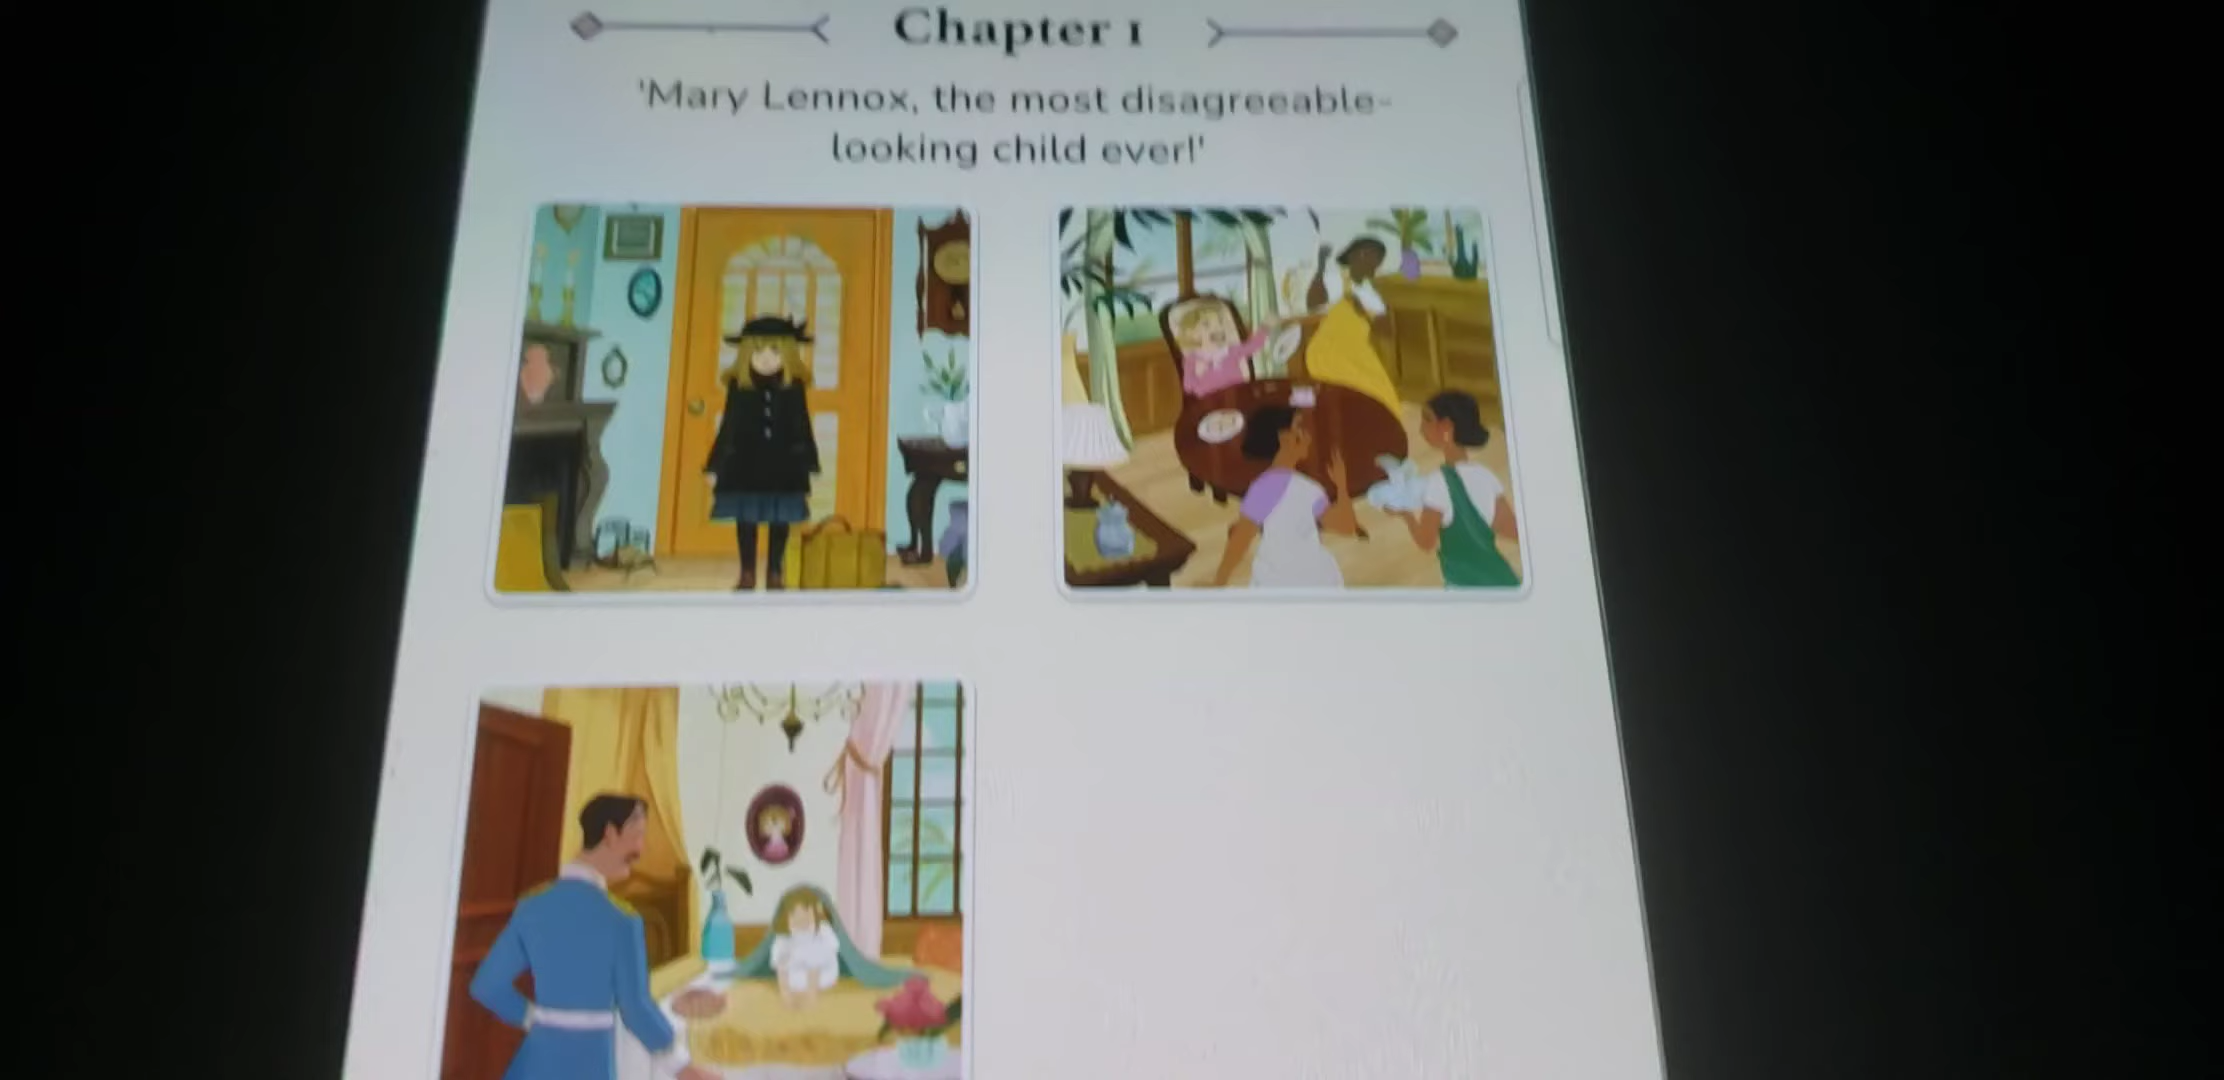 Chapter 1
'Mary Lennox, the most disagreeable-
looking child ever!'